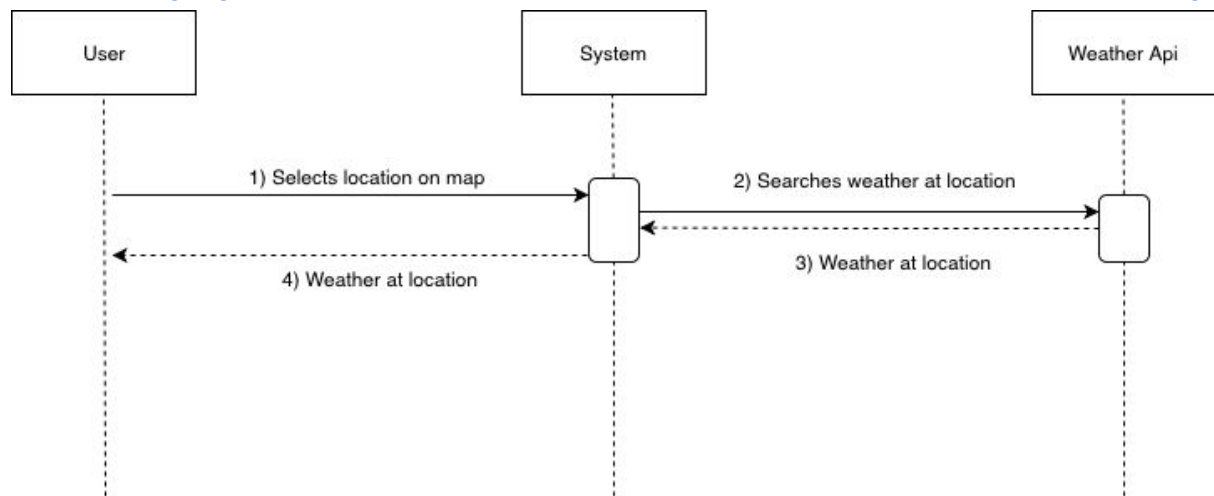 User
System
Weather Api
1) Selects location on map
2) Searches weather at location
3) Weather at location
4) Weather at location